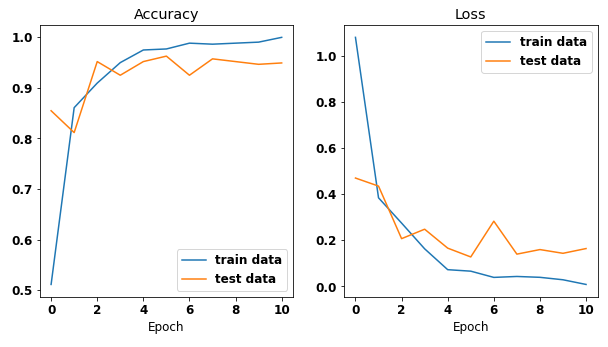 Accuracy
1.0
0.9
0.8
0.7
0.6
0.5
train data
test data
0 2 4 6 8 10
Epoch
Loss
train data
test data
1.0
0.8
0.6
0.4
0.2
0.0
0 2 4 6 8 10
Epoch